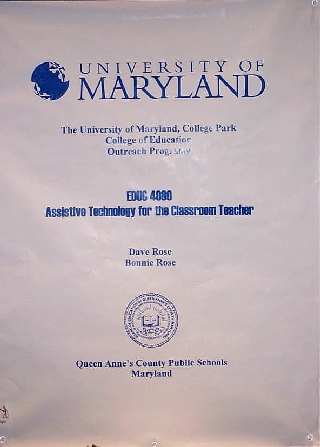 UNIVERSITY OF
MARYLAND
The University of Maryland, College Park
College of Education
Outreach Programs
EDUC
Assistive Technology for the Classroom Teacher
Dave Rose
Bonnie Rose
Queen Anne's County Public Schools
Maryland